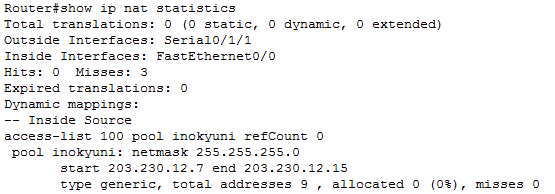 Router#show ip nat statistics
Total translations: 0 (0 static, 0 dynamic, 0 extended)
Outside Interfaces: Serial0/1/1
Inside Interfaces: FastEthernet0/0
Hits: 0  Misses: 3
Expired translations: 0
Dynamic mappings:
-- Inside Source
access-list 100 pool inokyuni refCount 0
 pool inokyuni: netmask 255.255.255.0
       start 203.230.12.7 end 203.230.12.15
       type generic, total addresses 9 , allocated 0 (0%), misses 0